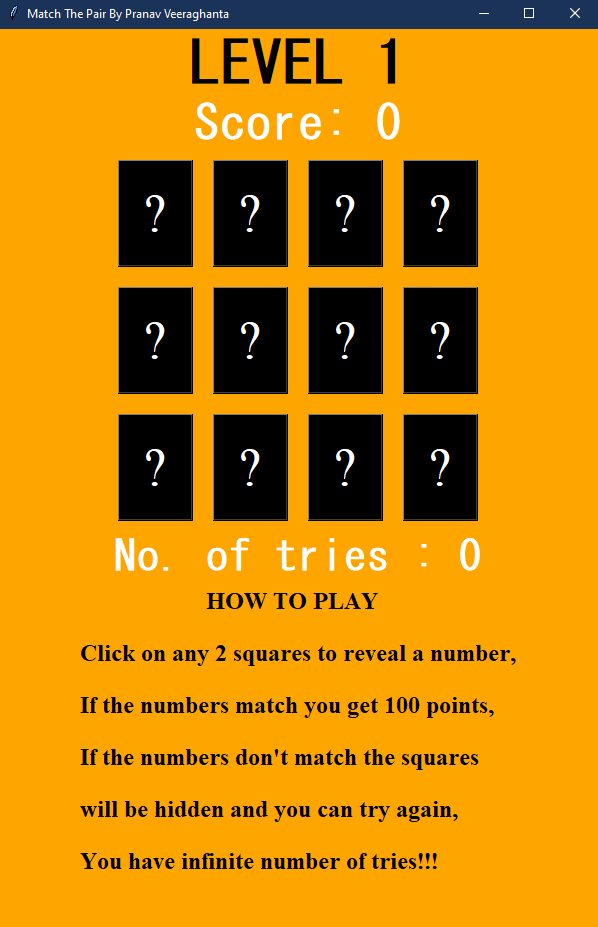 Match The Pair By Pranav Veeraghanta
LEVEL 1
Score: 0
? ? ? ?
? ? ? ?
? ? ? ?
No. of tries : 0
HOW TO PLAY
Click on any 2 squares to reveal a number,
If the numbers match you get 100 points,
If the numbers don't match the squares
will be hidden and you can try again,
You have infinite number of tries!!!